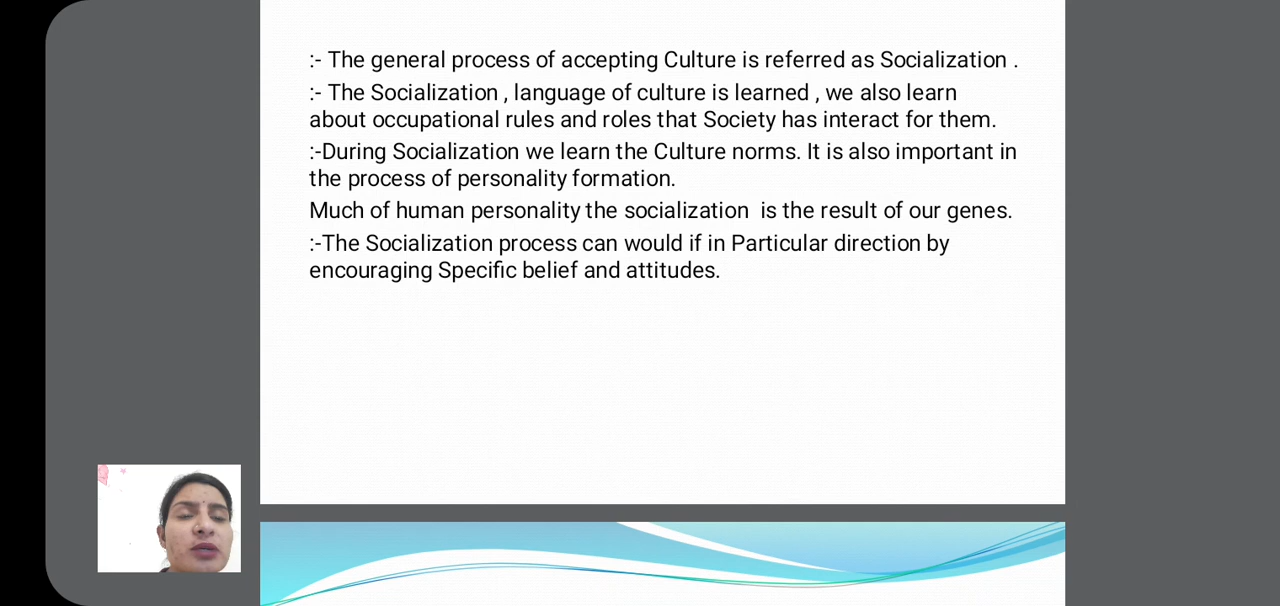 :- The general process of accepting Culture is referred as Socialization .
:- The Socialization , language of culture is learned , we also learn
about occupational rules and roles that Society has interact for them.
:-During Socialization we learn the Culture norms. It is also important in
the process of personality formation.
Much of human personality the socialization  is the result of our genes.
:-The Socialization process can would if in Particular direction by
encouraging Specific belief and attitudes.